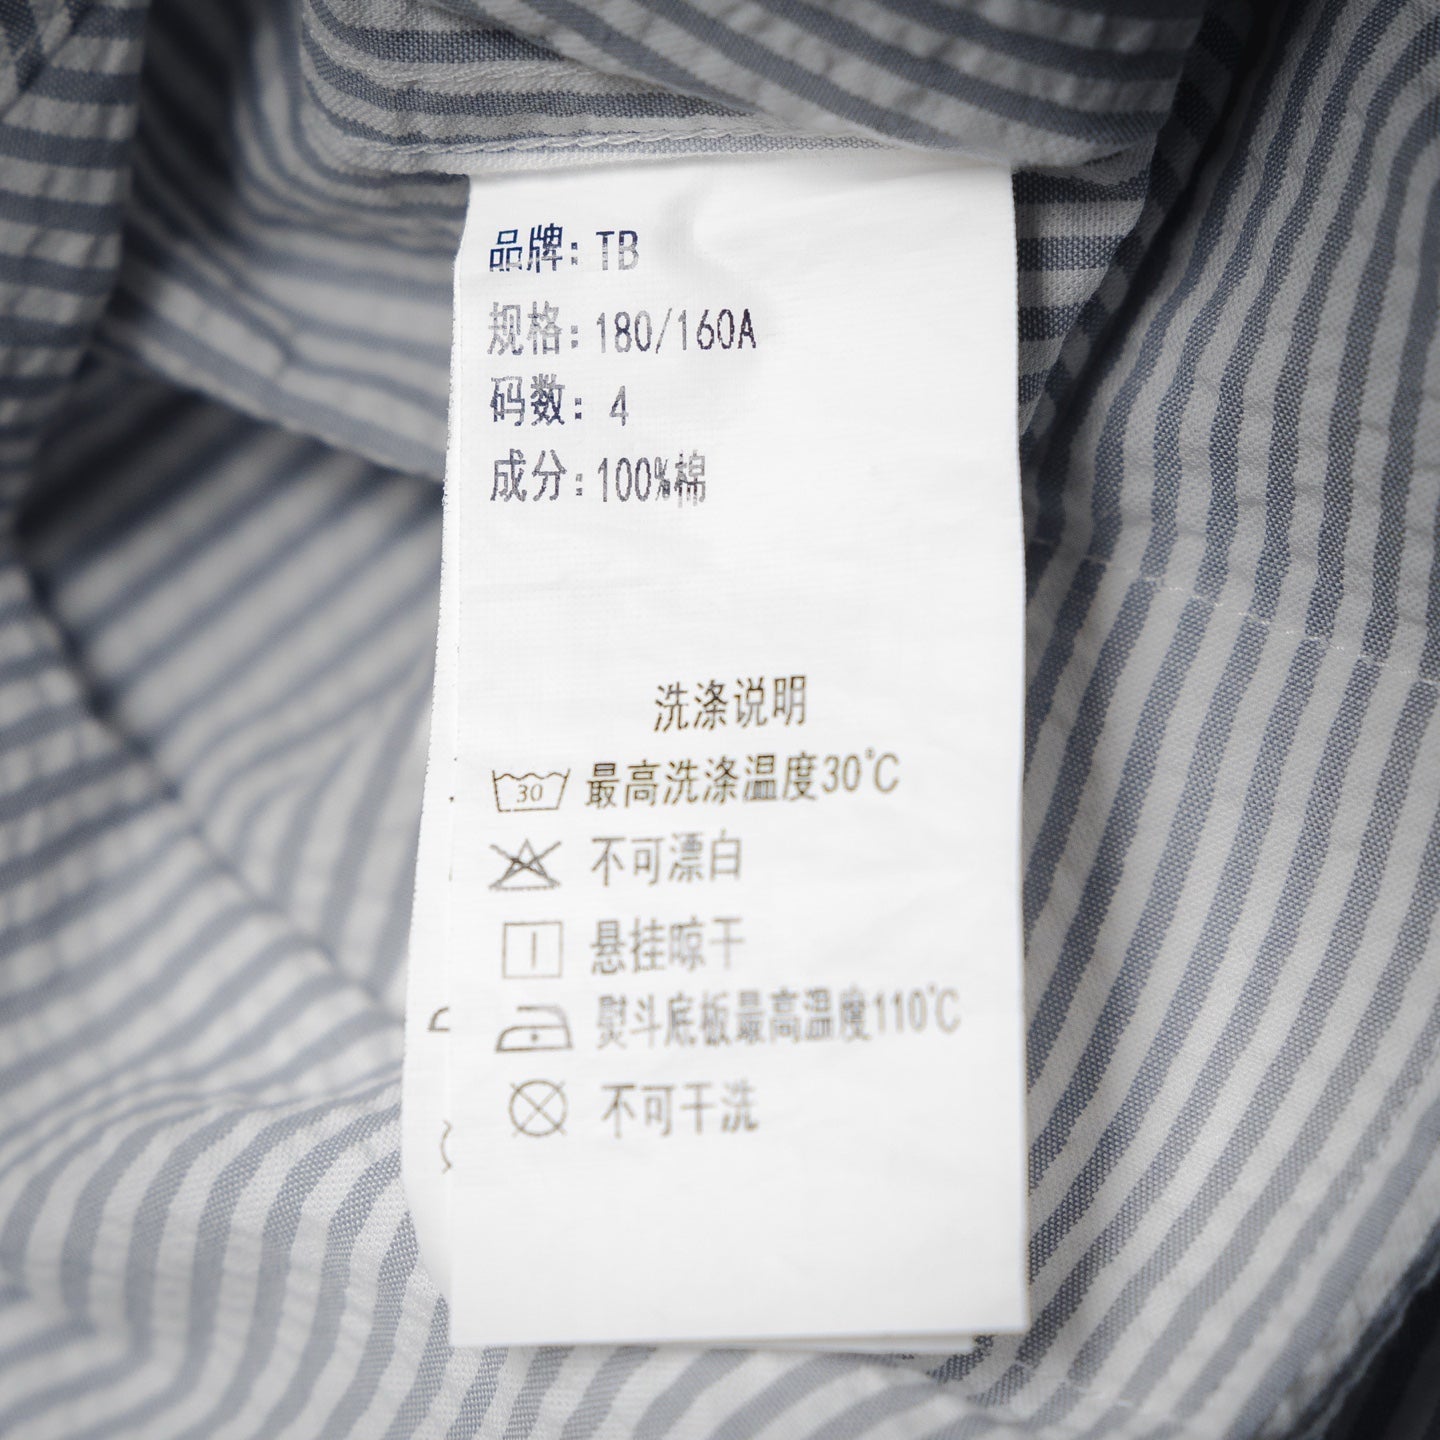 品牌: TB
规格: 180/160A
码数: 4
成分: 100%棉
洗涤说明
30 最高洗涤温度30℃
不可漂白
悬挂晾干
熨斗底板最高温度110℃
不可干洗